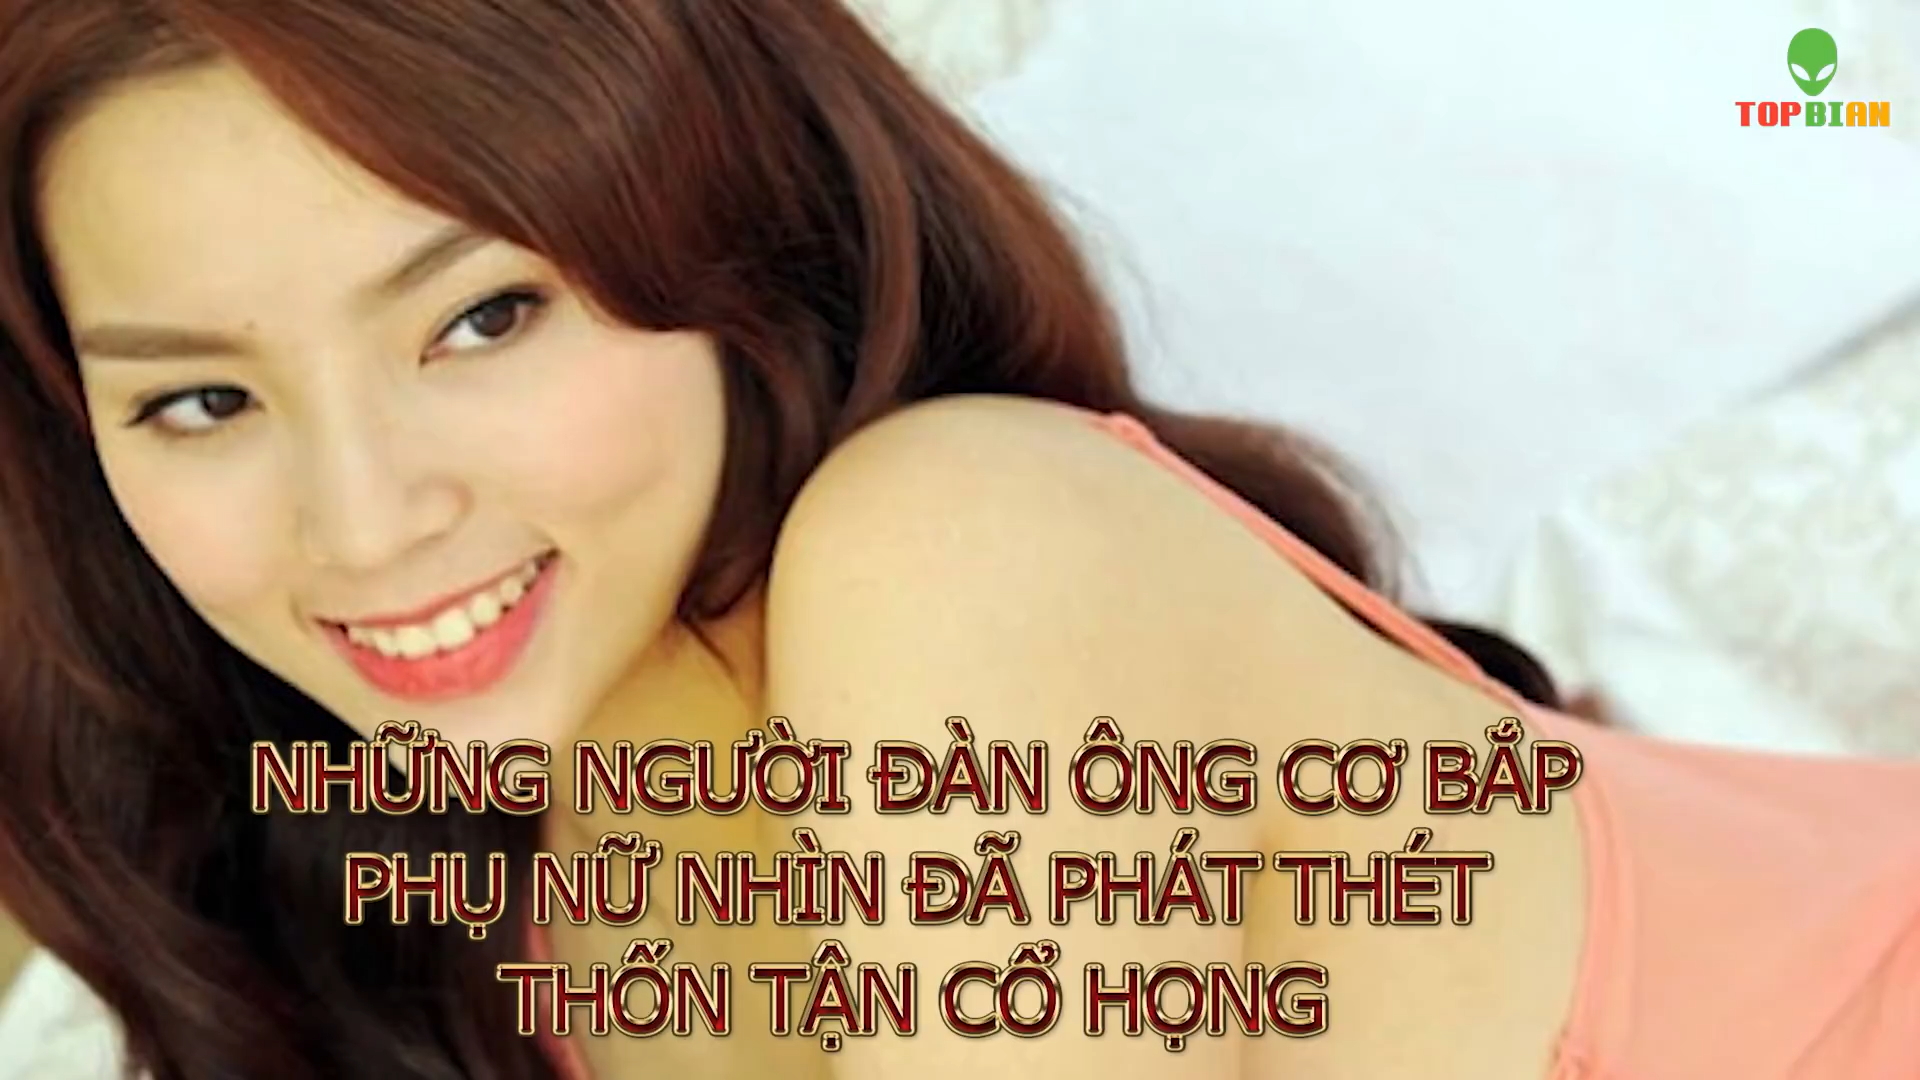 TOPBIAN
NHỮNG NGƯỜI ĐÀN ÔNG CƠ BẮP
PHỤ NỮ NHÌN ĐÃ PHÁT THÉT
THỐN TẬN CỔ HỌNG